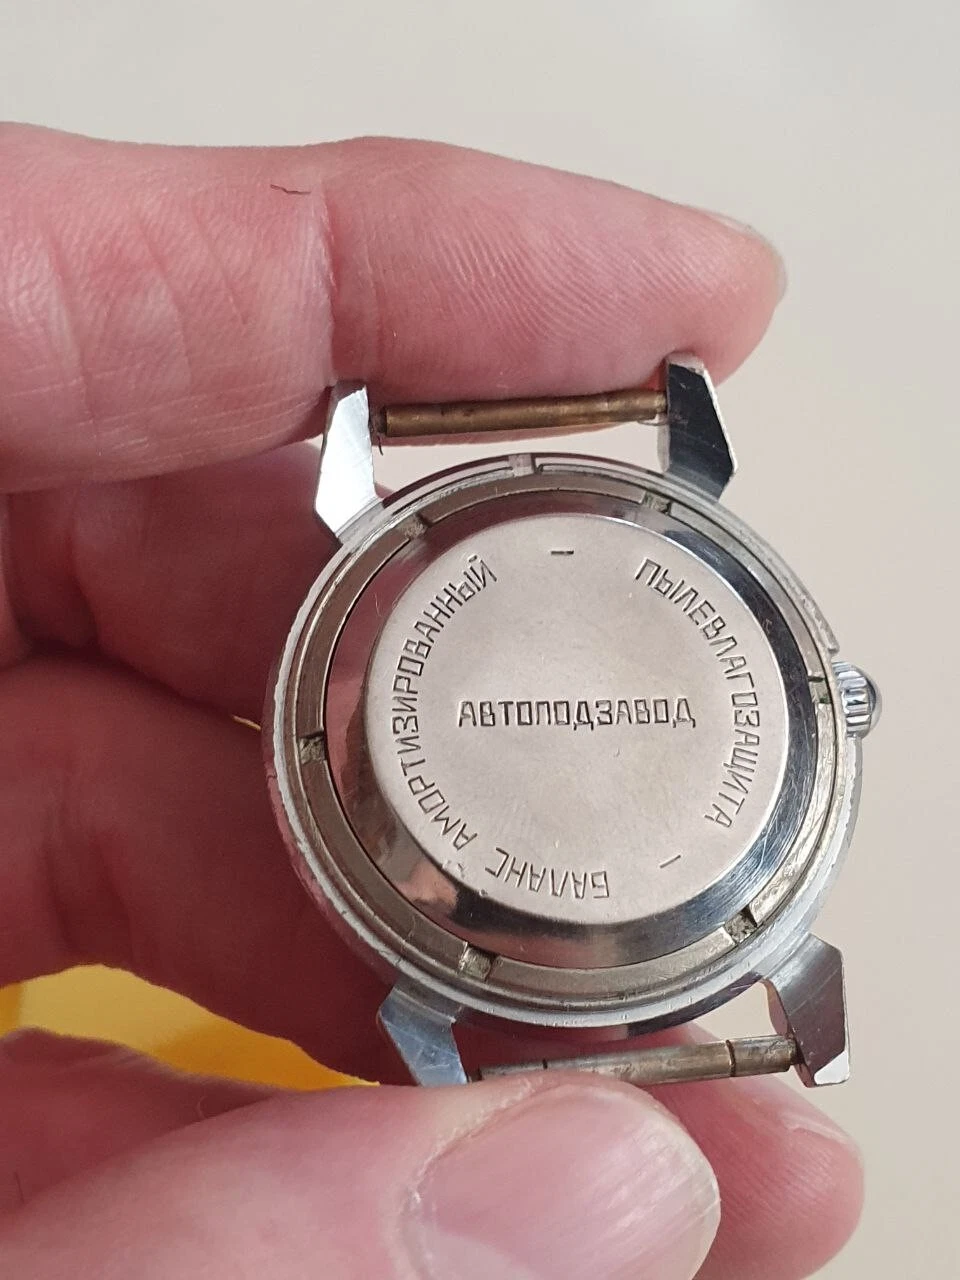 ПЫЛЕВЛАГОЗАЩИТА
–
БАЛАНС АМОРТИЗИРОВАННЫЙ
–
АВТОПОДЗАВОД